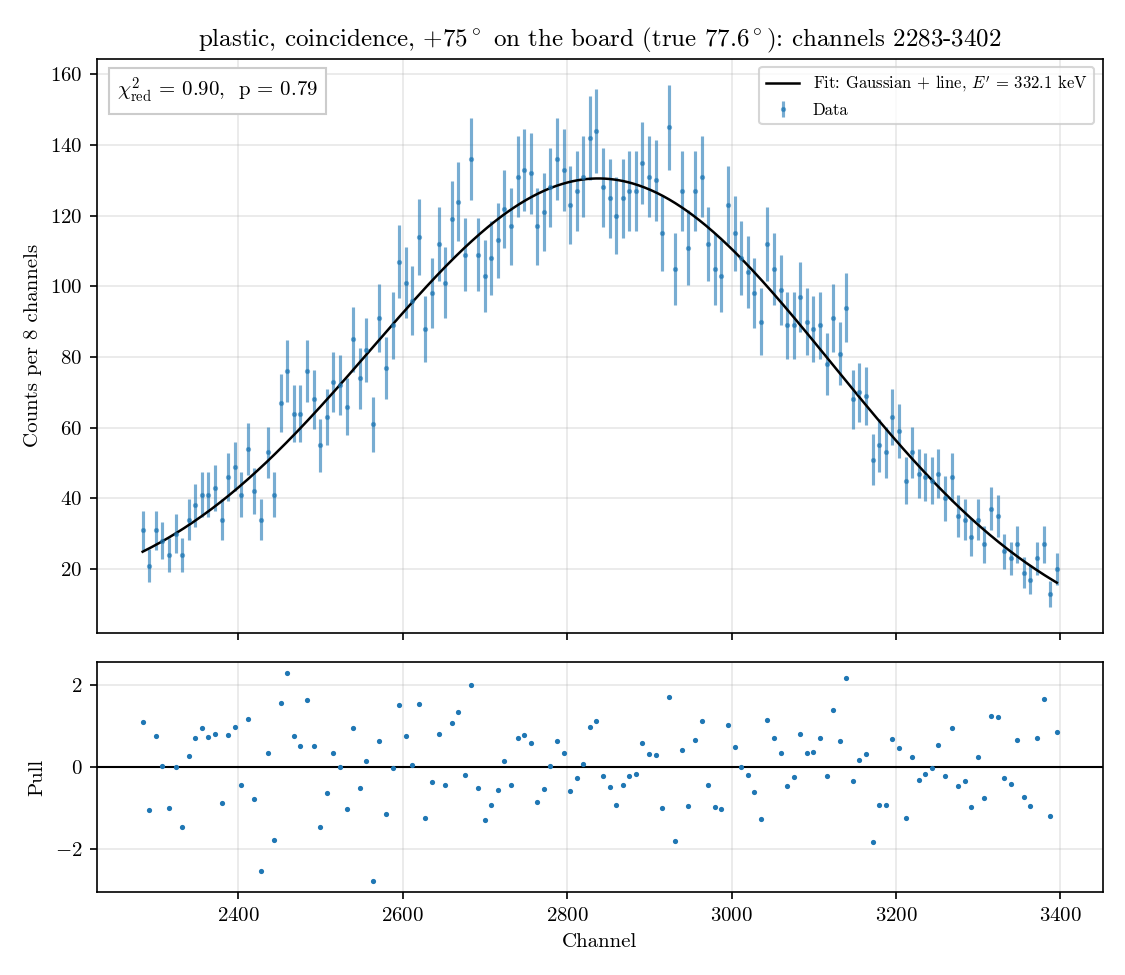 plastic, coincidence, +75° on the board (true 77.6°): channels 2283-3402
χ²red = 0.90, p = 0.79
Fit: Gaussian + line, E′ = 332.1 keV
Data
160
140
120
100
80
60
40
20
Counts per 8 channels
2
0
−2
Pull
2400 2600 2800 3000 3200 3400
Channel